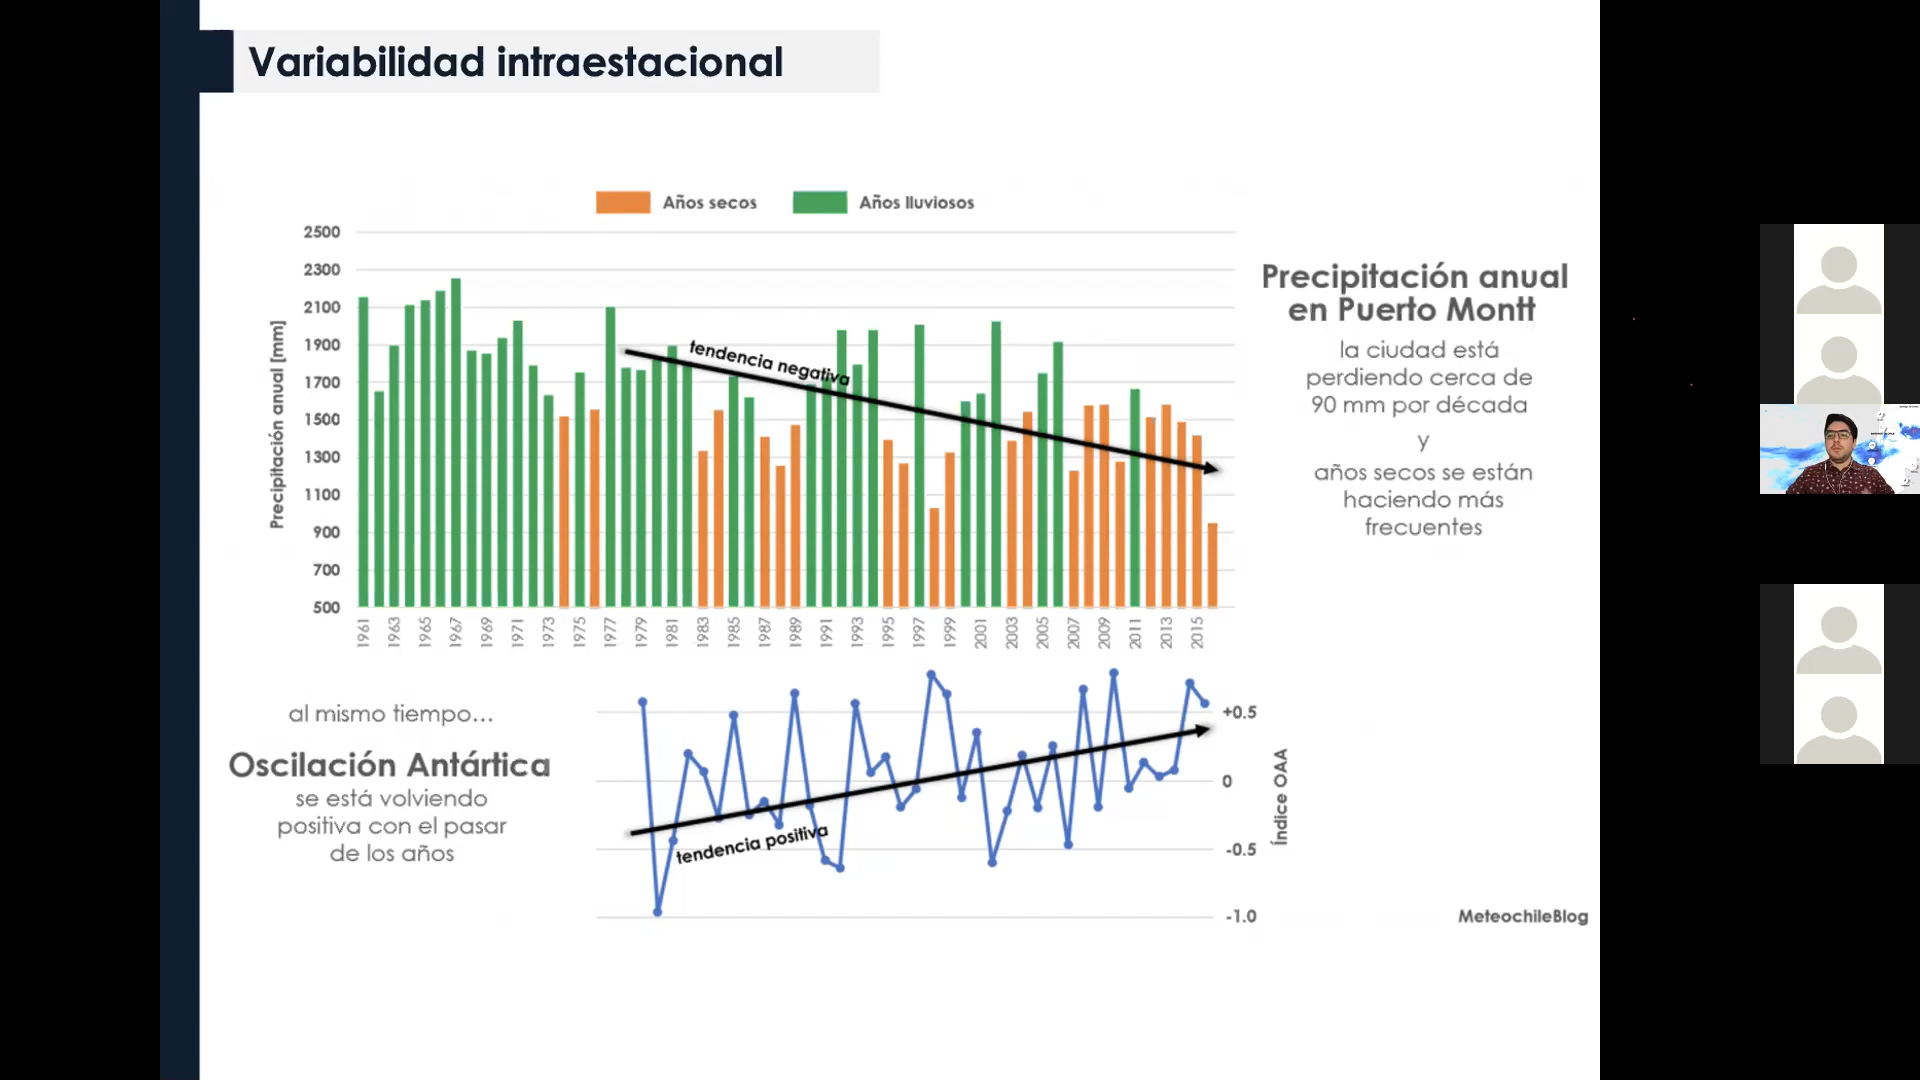 Variabilidad intraestacional
Años secos
Años lluviosos
2500
2300
2100
1900
1700
1500
1300
1100
900
700
500
Precipitación anual [mm]
tendencia negativa
1961
1963
1965
1967
1969
1971
1973
1975
1977
1979
1981
1983
1985
1987
1989
1991
1993
1995
1997
1999
2001
2003
2005
2007
2009
2011
2013
2015
Precipitación anual
en Puerto Montt
la ciudad está
perdiendo cerca de
90 mm por década
y
años secos se están
haciendo más
frecuentes
al mismo tiempo...
Oscilación Antártica
se está volviendo
positiva con el pasar
de los años
tendencia positiva
+0.5
0
-0.5
-1.0
Índice OAA
MeteochileBlog